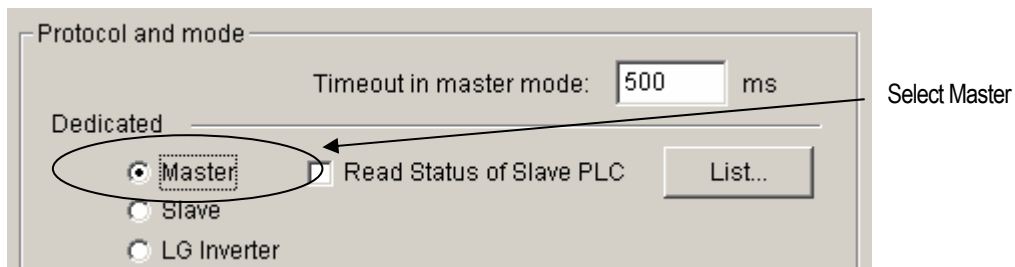 Protocol and mode
Timeout in master mode: 500 ms
Select Master
Dedicated
Master Read Status of Slave PLC List...
Slave
LG Inverter